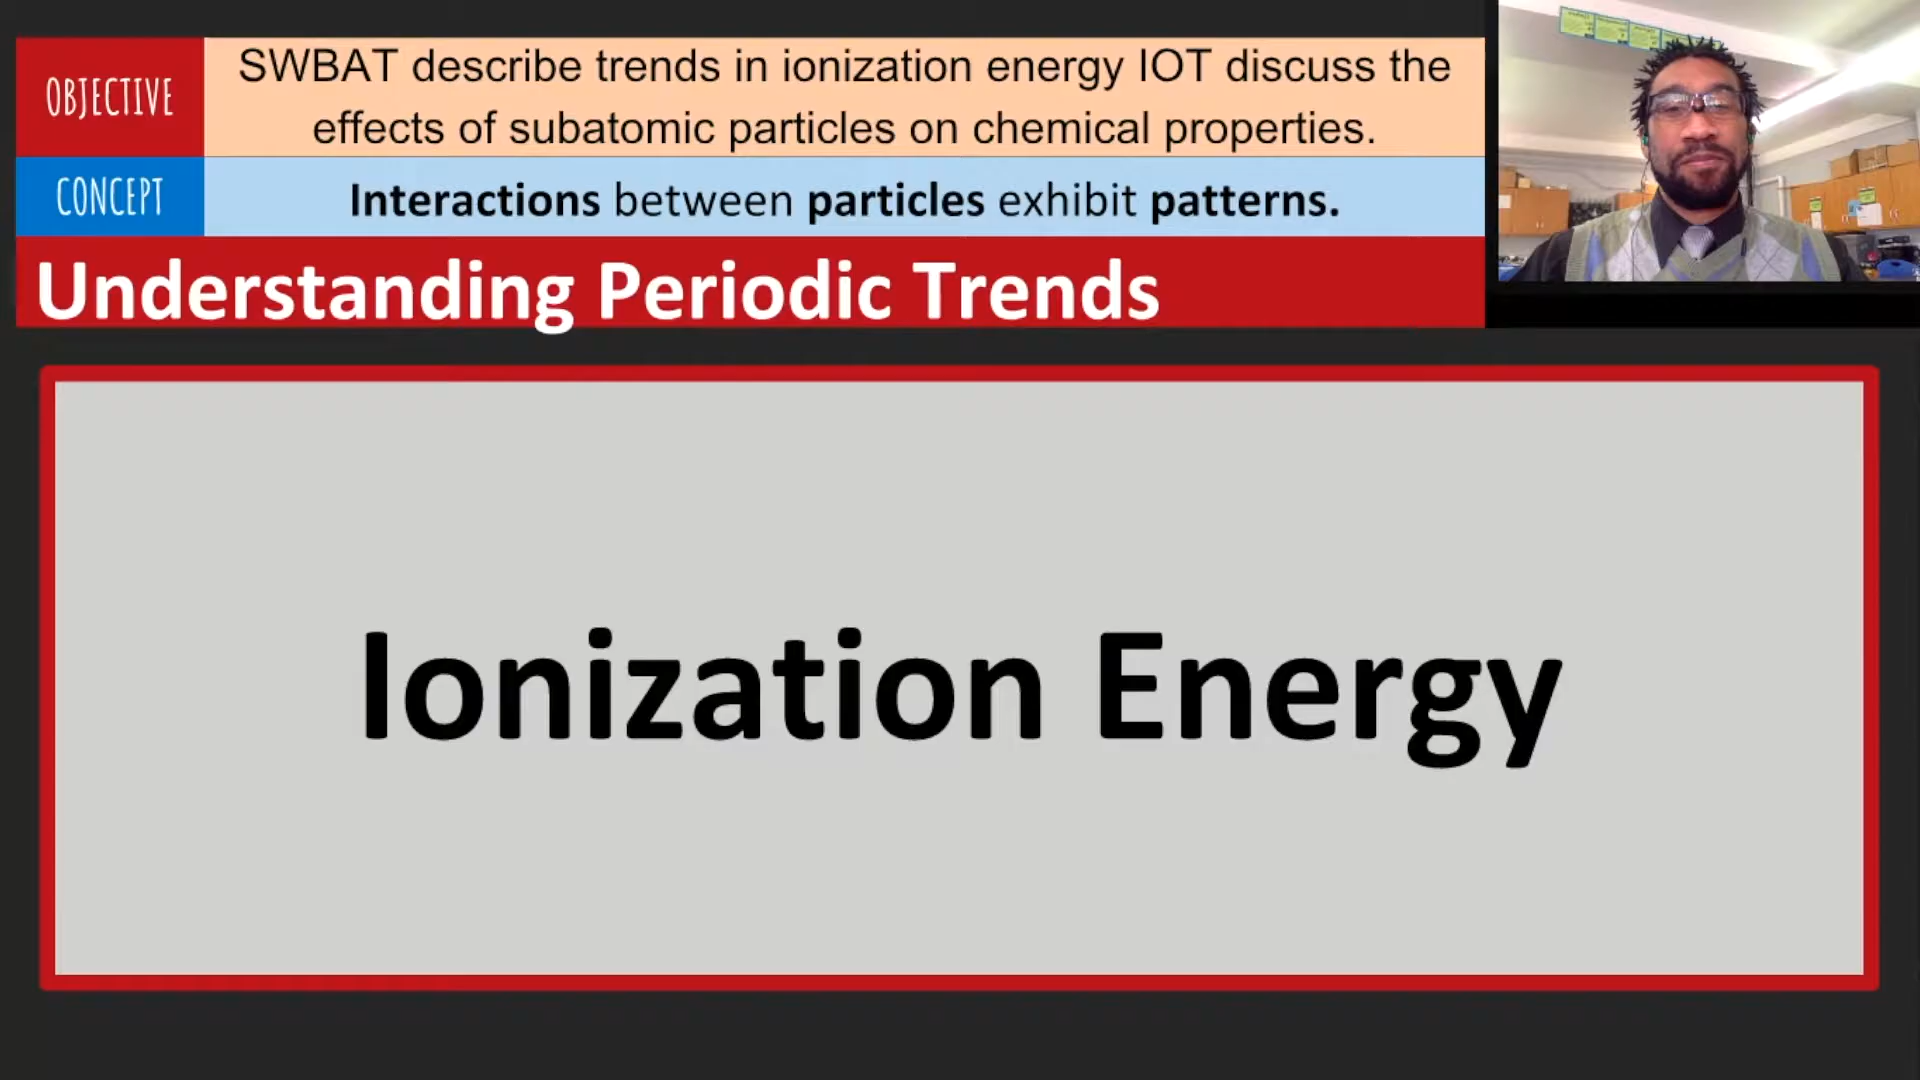 OBJECTIVE
SWBAT describe trends in ionization energy IOT discuss the
effects of subatomic particles on chemical properties.
CONCEPT
Interactions between particles exhibit patterns.
Understanding Periodic Trends
Ionization Energy